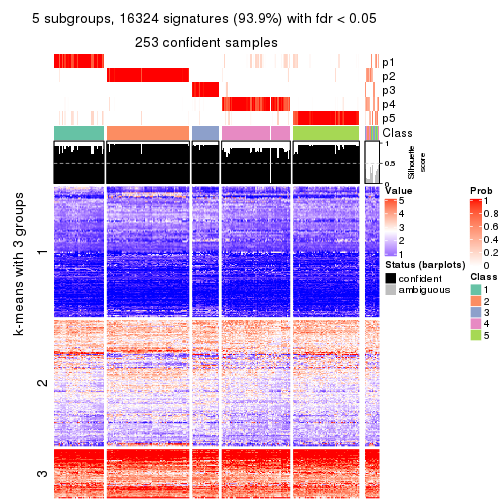 5 subgroups, 16324 signatures (93.9%) with fdr < 0.05
253 confident samples
p1
p2
p3
p4
p5
Class
1
0.5
0
Silhouette
score
k-means with 3 groups
1
2
3
Value
5
4
3
2
1
Status (barplots)
confident
ambiguous
Prob
1
0.8
0.6
0.4
0.2
0
Class
1
2
3
4
5